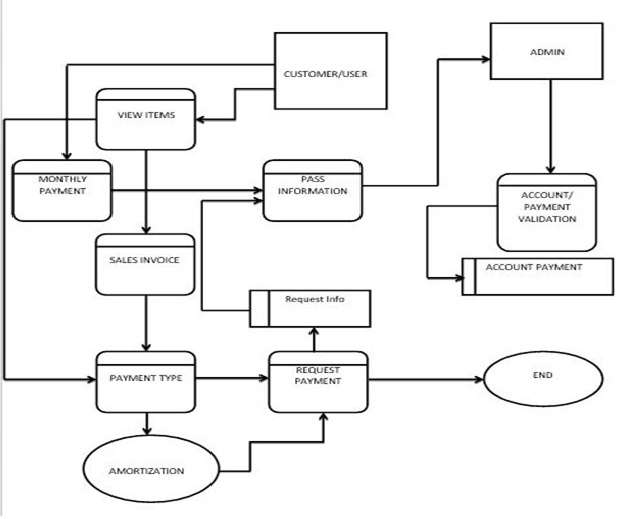 ADMIN
CUSTOMER/USER
VIEW ITEMS
MONTHLY
PAYMENT
PASS
INFORMATION
ACCOUNT/
PAYMENT
VALIDATION
SALES INVOICE
ACCOUNT PAYMENT
Request Info
PAYMENT TYPE
REQUEST
PAYMENT
END
AMORTIZATION